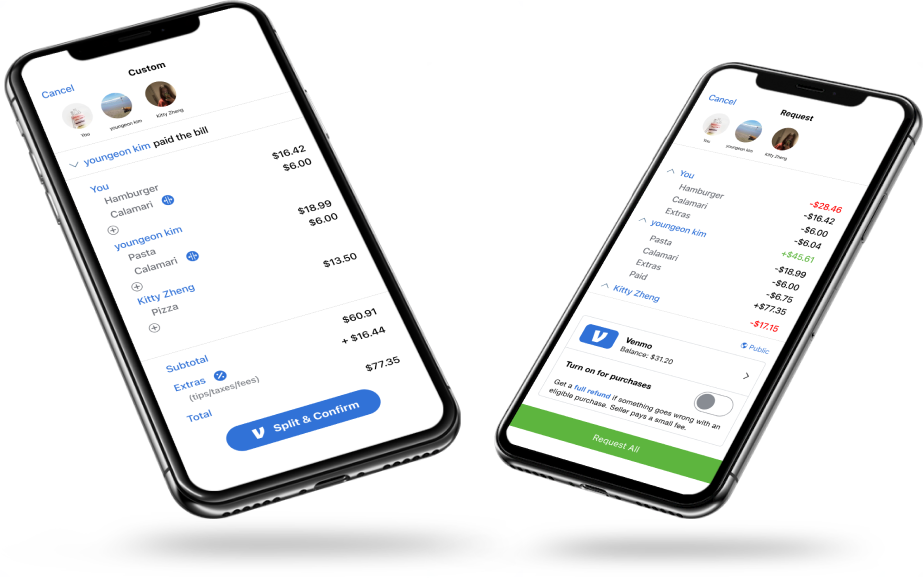 Cancel
Custom
You
youngeon kim
Kitty Zheng
youngeon kim paid the bill
You
Hamburger $16.42
Calamari $6.00
youngeon kim
Pasta $18.99
Calamari $6.00
Kitty Zheng
Pizza $13.50
Subtotal $60.91
Extras + $16.44
(tips/taxes/fees)
Total $77.35
Split & Confirm
Cancel
Request
You
youngeon kim
Kitty Zheng
You -$28.46
Hamburger -$16.42
Calamari -$6.00
Extras -$6.04
youngeon kim +$45.61
Pasta -$18.99
Calamari -$6.00
Extras -$6.75
Paid +$77.35
Kitty Zheng -$17.15
Public
Venmo
Balance: $31.20
Turn on for purchases
Get a full refund if something goes wrong with an
eligible purchase. Seller pays a small fee.
Request All